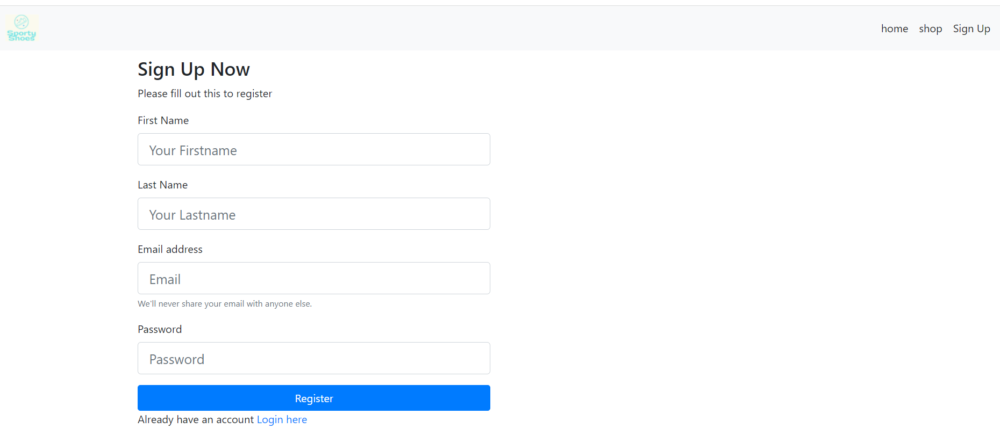 Sporty
Shoes
home shop Sign Up
Sign Up Now
Please fill out this to register
First Name
Your Firstname
Last Name
Your Lastname
Email address
Email
We'll never share your email with anyone else.
Password
Password
Register
Already have an account Login here